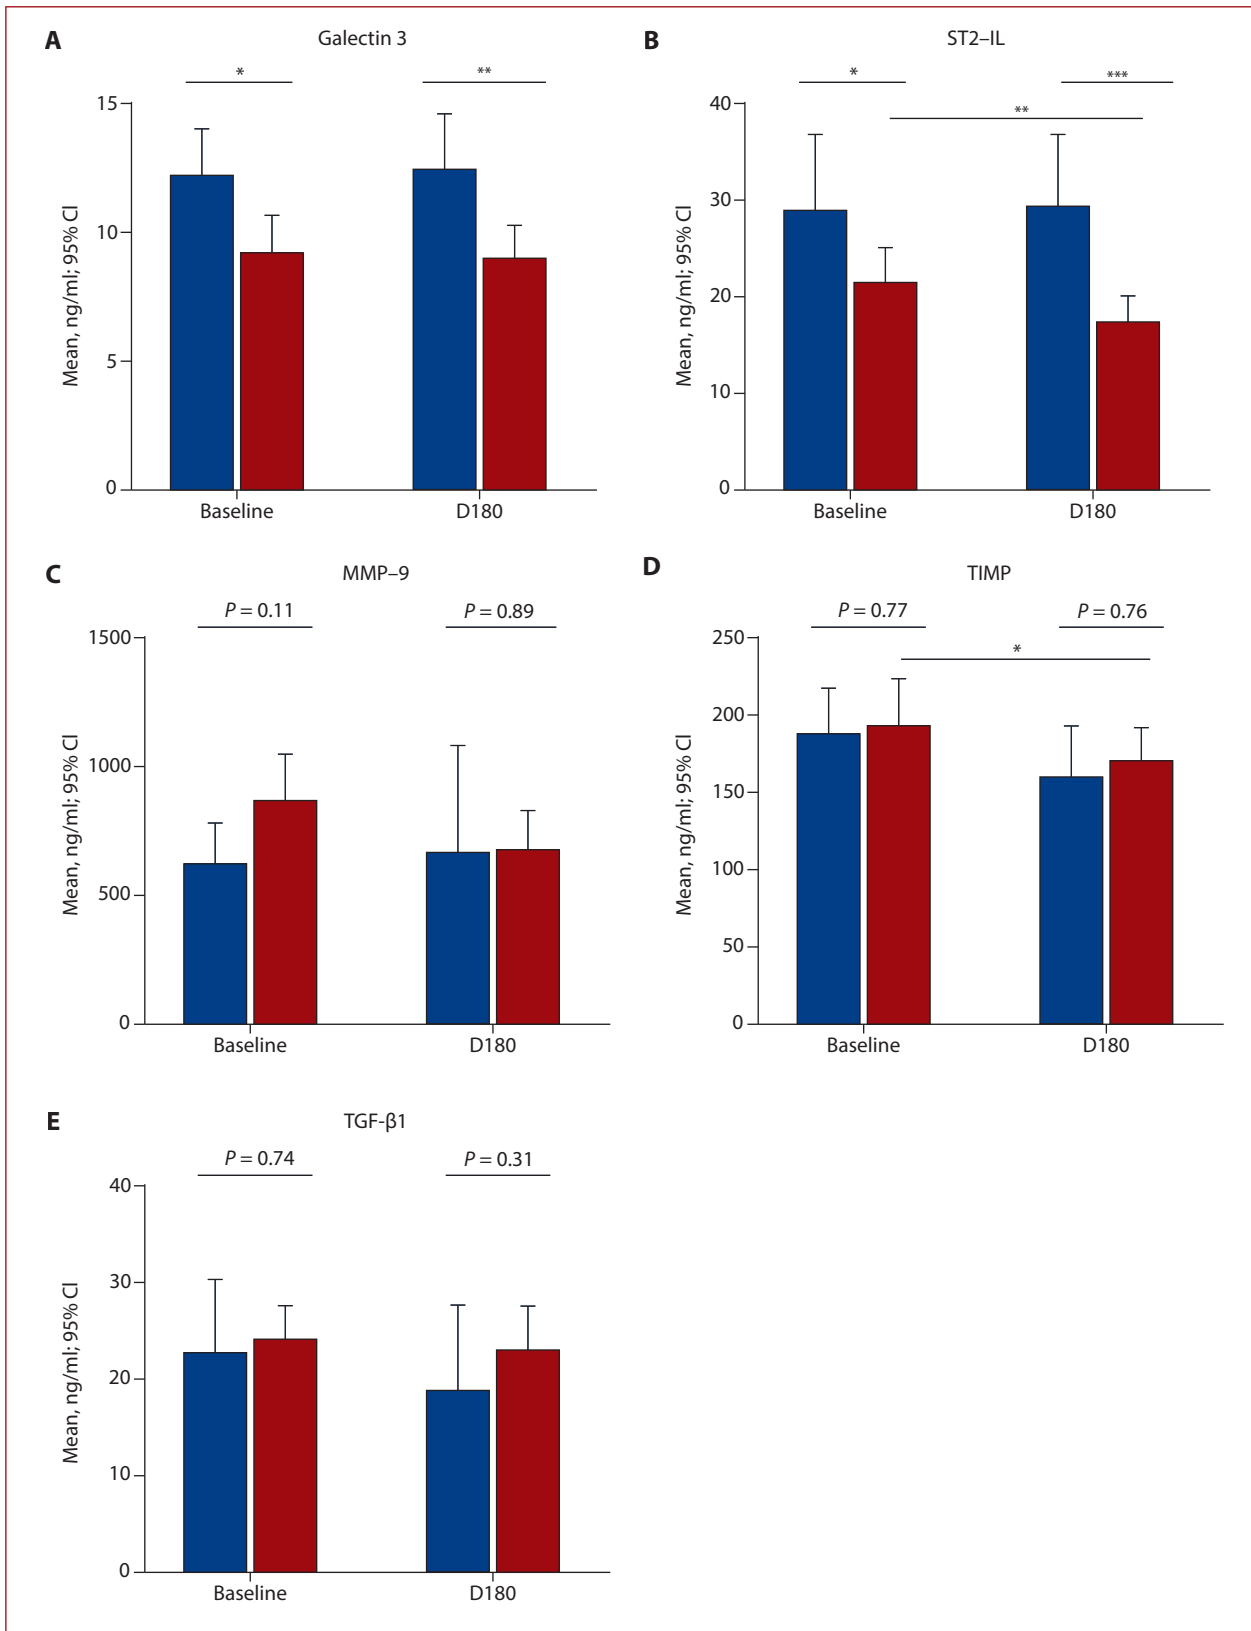 A
Galectin 3
*
**
15
10
5
0
Mean, ng/ml; 95% CI
Baseline
D180
B
ST2–IL
*
***
**
40
30
20
10
0
Mean, ng/ml; 95% CI
Baseline
D180
C
MMP–9
P = 0.11
P = 0.89
1500
1000
500
0
Mean, ng/ml; 95% CI
Baseline
D180
D
TIMP
P = 0.77
P = 0.76
*
250
200
150
100
50
0
Mean, ng/ml; 95% CI
Baseline
D180
E
TGF-β1
P = 0.74
P = 0.31
40
30
20
10
0
Mean, ng/ml; 95% CI
Baseline
D180